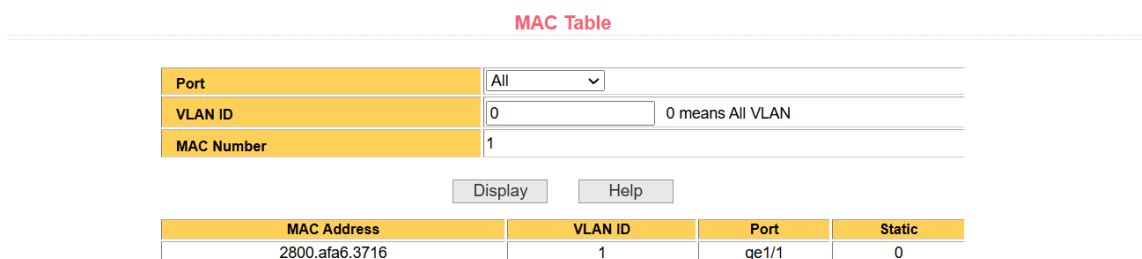 MAC Table
Port All
VLAN ID 0 0 means All VLAN
MAC Number 1
Display Help
MAC Address VLAN ID Port Static
2800.afa6.3716 1 ge1/1 0